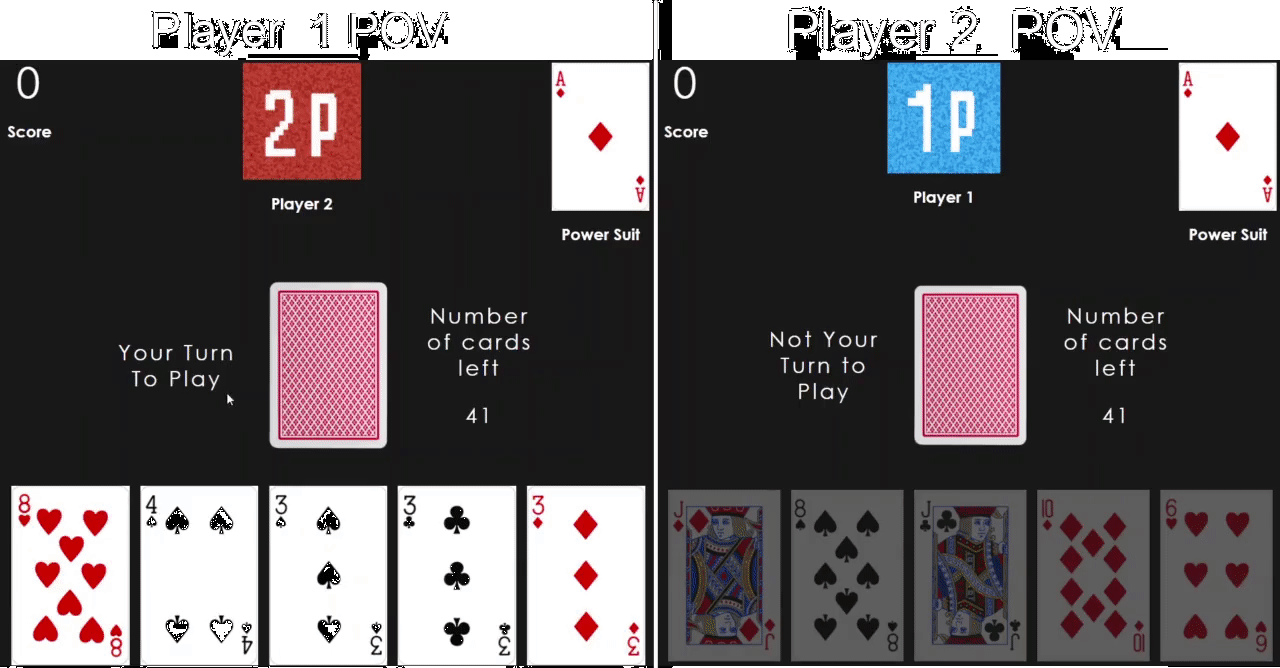 Player 1 POV
Player 2 POV
0
Score
2P
Player 2
A
A
Power Suit
Your Turn
To Play
Number
of cards
left
41
8
8
4
4
3
3
3
3
3
3
0
Score
1P
Player 1
A
A
Power Suit
Not Your
Turn to
Play
Number
of cards
left
41
J
J
8
8
J
J
10
10
6
6